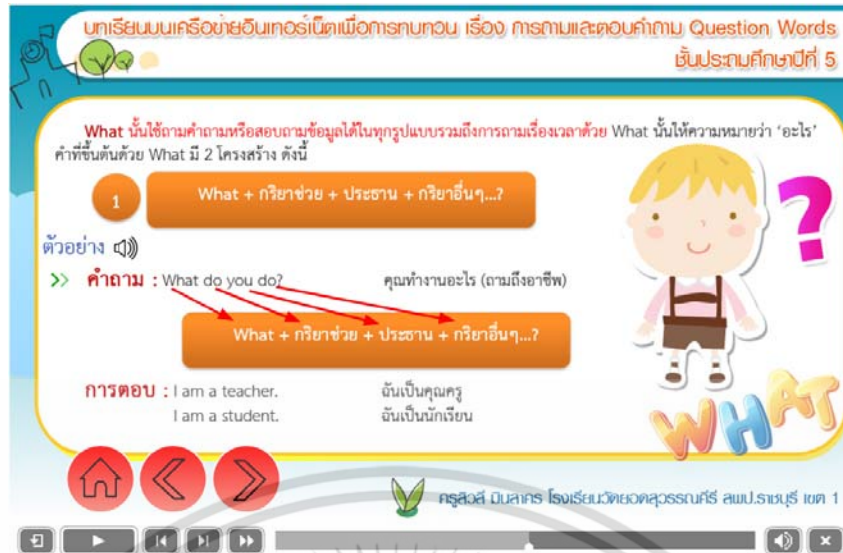 บทเรียนบนเครือข่ายอินเทอร์เน็ตเพื่อการทบทวน เรื่อง การถามและตอบคำถาม Question Words
ชั้นประถมศึกษาปีที่ 5
What นั้นใช้ถามคำถามหรือสอบถามข้อมูลได้ในทุกรูปแบบรวมถึงการถามเรื่องเวลาด้วย What นั้นให้ความหมายว่า ‘อะไร’
คำที่ขึ้นต้นด้วย What มี 2 โครงสร้าง ดังนี้
1
What + กริยาช่วย + ประธาน + กริยาอื่นๆ...?
?
ตัวอย่าง
>> คำถาม : What do you do? คุณทำงานอะไร (ถามถึงอาชีพ)
What + กริยาช่วย + ประธาน + กริยาอื่นๆ...?
การตอบ : I am a teacher. ฉันเป็นคุณครู
I am a student. ฉันเป็นนักเรียน
WHAT
ครูสิวลี มินสาคร โรงเรียนวัดยอดสุวรรณคีรี สพป.ราชบุรี เขต 1